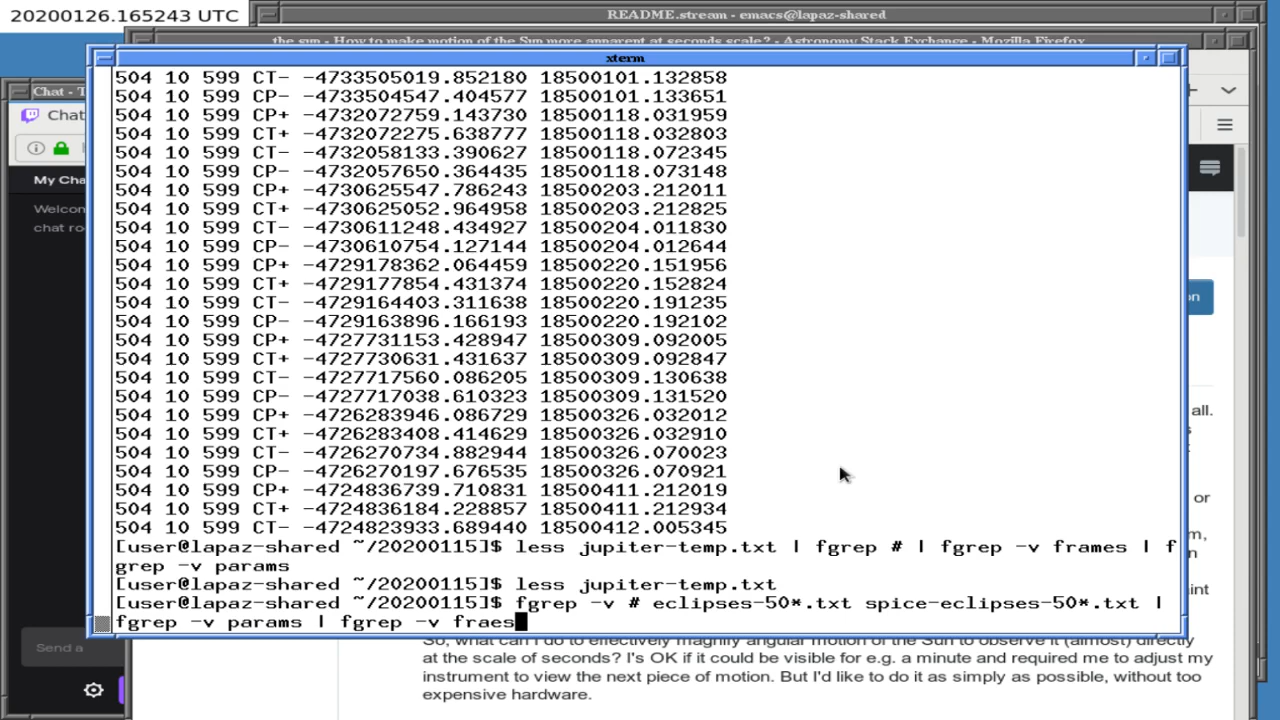 20200126.165243 UTC
README.stream - emacs@lapaz-shared
the sun - How to make motion of the Sun more apparent at seconds scale? - Astronomy Stack Exchange - Mozilla Firefox
xterm
Chat - T
Chat
My Cha
Welcon
chat ro
504 10 599 CT- -4733505019.852180 18500101.132858
504 10 599 CP- -4733504547.404577 18500101.133651
504 10 599 CP+ -4732072759.143730 18500118.031959
504 10 599 CT+ -4732072275.638777 18500118.032803
504 10 599 CT- -4732058133.390627 18500118.072345
504 10 599 CP- -4732057650.364435 18500118.073148
504 10 599 CP+ -4730625547.786243 18500203.212011
504 10 599 CT+ -4730625052.964958 18500203.212825
504 10 599 CT- -4730611248.434927 18500204.011830
504 10 599 CP- -4730610754.127144 18500204.012644
504 10 599 CP+ -4729178362.064459 18500220.151956
504 10 599 CT+ -4729177854.431374 18500220.152824
504 10 599 CT- -4729164403.311638 18500220.191235
504 10 599 CP- -4729163896.166193 18500220.192102
504 10 599 CP+ -4727731153.428947 18500309.092005
504 10 599 CT+ -4727730631.431637 18500309.092847
504 10 599 CT- -4727717560.086205 18500309.130638
504 10 599 CP- -4727717038.610323 18500309.131520
504 10 599 CP+ -4726283946.086729 18500326.032012
504 10 599 CT+ -4726283408.414629 18500326.032910
504 10 599 CT- -4726270734.882944 18500326.070023
504 10 599 CP- -4726270197.676535 18500326.070921
504 10 599 CP+ -4724836739.710831 18500411.212019
504 10 599 CT+ -4724836184.228857 18500411.212934
504 10 599 CT- -4724823933.689440 18500412.005345
[user@lapaz-shared ~/20200115]$ less jupiter-temp.txt | fgrep # | fgrep -v frames | f
grep -v params
[user@lapaz-shared ~/20200115]$ less jupiter-temp.txt
[user@lapaz-shared ~/20200115]$ fgrep -v # eclipses-50*.txt spice-eclipses-50*.txt |
fgrep -v params | fgrep -v fraes
on
all.
or
m,
n
int
Send a
So, what can I do to effectively magnify angular motion of the Sun to observe it (almost) directly
at the scale of seconds? I's OK if it could be visible for e.g. a minute and required me to adjust my
instrument to view the next piece of motion. But I'd like to do it as simply as possible, without too
expensive hardware.